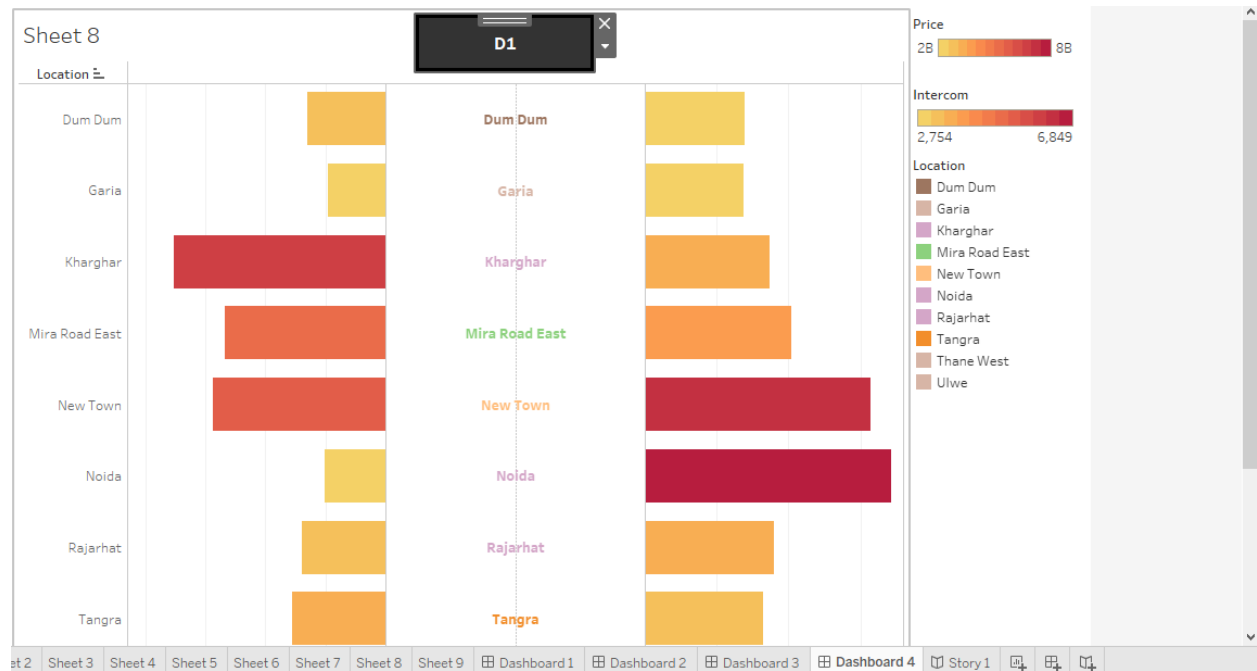 Sheet 8
D1
Location
Dum Dum
Garia
Kharghar
Mira Road East
New Town
Noida
Rajarhat
Tangra
Dum Dum
Garia
Kharghar
Mira Road East
New Town
Noida
Rajarhat
Tangra
Price
2B 8B
Intercom
2,754 6,849
Location
Dum Dum
Garia
Kharghar
Mira Road East
New Town
Noida
Rajarhat
Tangra
Thane West
Ulwe
et 2 Sheet 3 Sheet 4 Sheet 5 Sheet 6 Sheet 7 Sheet 8 Sheet 9 Dashboard 1 Dashboard 2 Dashboard 3 Dashboard 4 Story 1